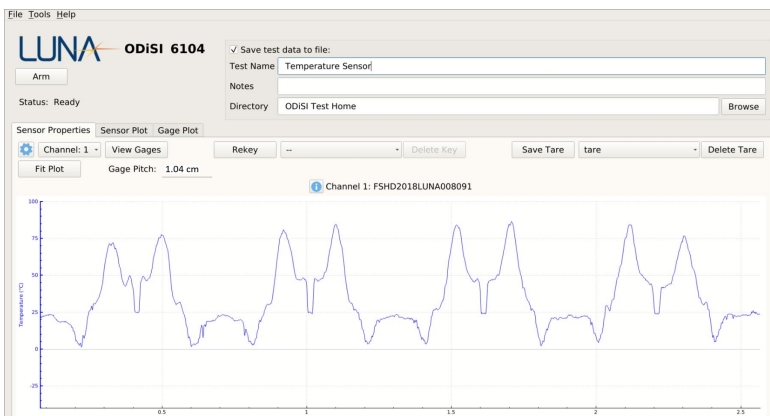 File Tools Help
LUNA ODiSI 6104
Arm
Status: Ready
✓ Save test data to file:
Test Name Temperature Sensor
Notes
Directory ODiSI Test Home Browse
Sensor Properties Sensor Plot Gage Plot
Channel: 1 View Gages Rekey -- Delete Key Save Tare tare Delete Tare
Fit Plot Gage Pitch: 1.04 cm
Channel 1: FSHD2018LUNA008091
100
75
50
25
0
-25
Temperature (°C)
0.5 1 1.5 2 2.5